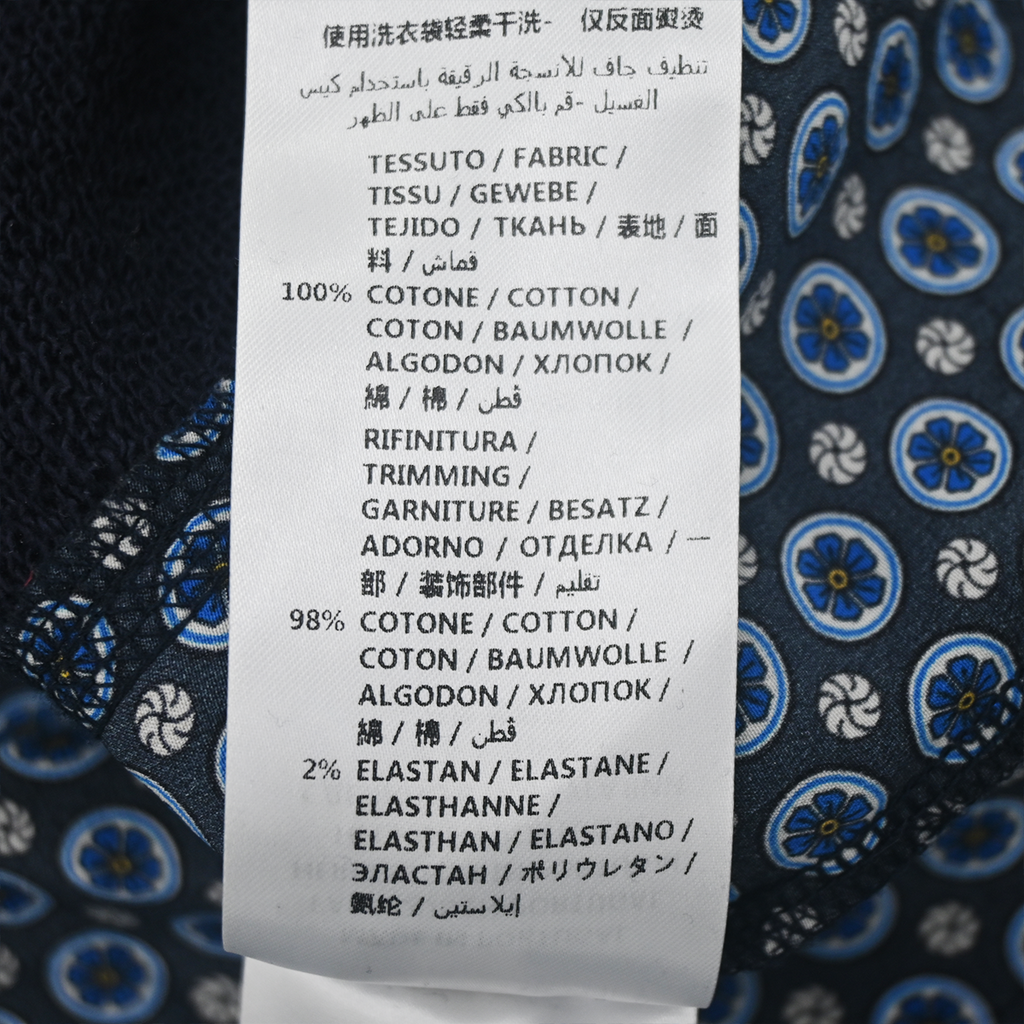 使用洗衣袋轻柔干洗- 仅反面熨烫
تنظيف جاف للأنسجة الرقيقة باستخدام كيس
الغسيل -قم بالكي فقط على الظهر
TESSUTO / FABRIC /
TISSU / GEWEBE /
TEJIDO / ТКАНЬ / 表地 / 面
料 / قماش
100% COTONE / COTTON /
COTON / BAUMWOLLE /
ALGODON / ХЛОПОК /
綿 / 棉 / قطن
RIFINITURA /
TRIMMING /
GARNITURE / BESATZ /
ADORNO / ОТДЕЛКА / 一
部 / 装饰部件 / تقليم
98% COTONE / COTTON /
COTON / BAUMWOLLE /
ALGODON / ХЛОПОК /
綿 / 棉 / قطن
2% ELASTAN / ELASTANE /
ELASTHANNE /
ELASTHAN / ELASTANO /
ЭЛАСТАН / ポリウレタン /
氨纶 / إيلاستين